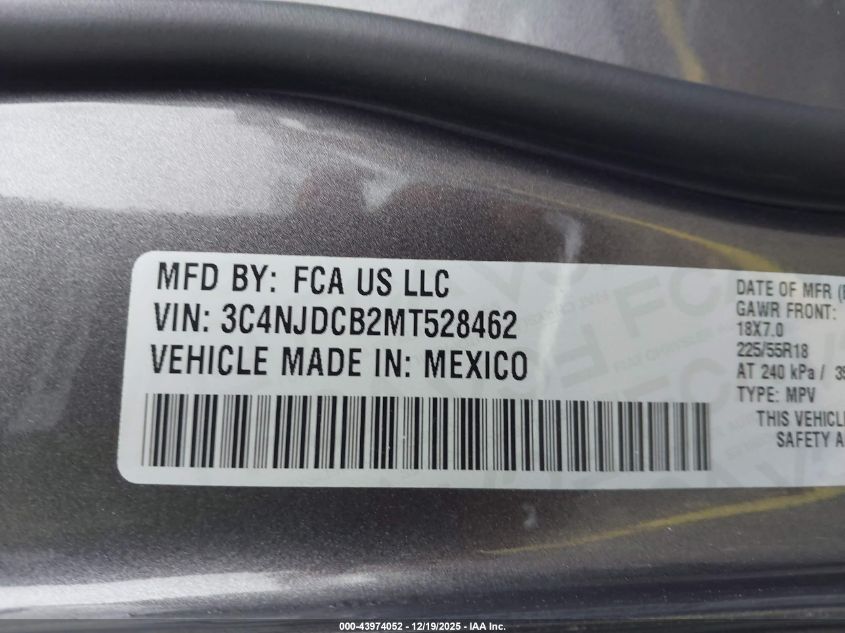 MFD BY: FCA US LLC
VIN: 3C4NJDCB2MT528462
VEHICLE MADE IN: MEXICO
DATE OF MFR
GAWR FRONT:
18X7.0
225/55R18
AT 240 kPa /
TYPE: MPV
THIS VEHICLE
SAFETY A
000-43974052 - 12/19/2025 - IAA Inc.